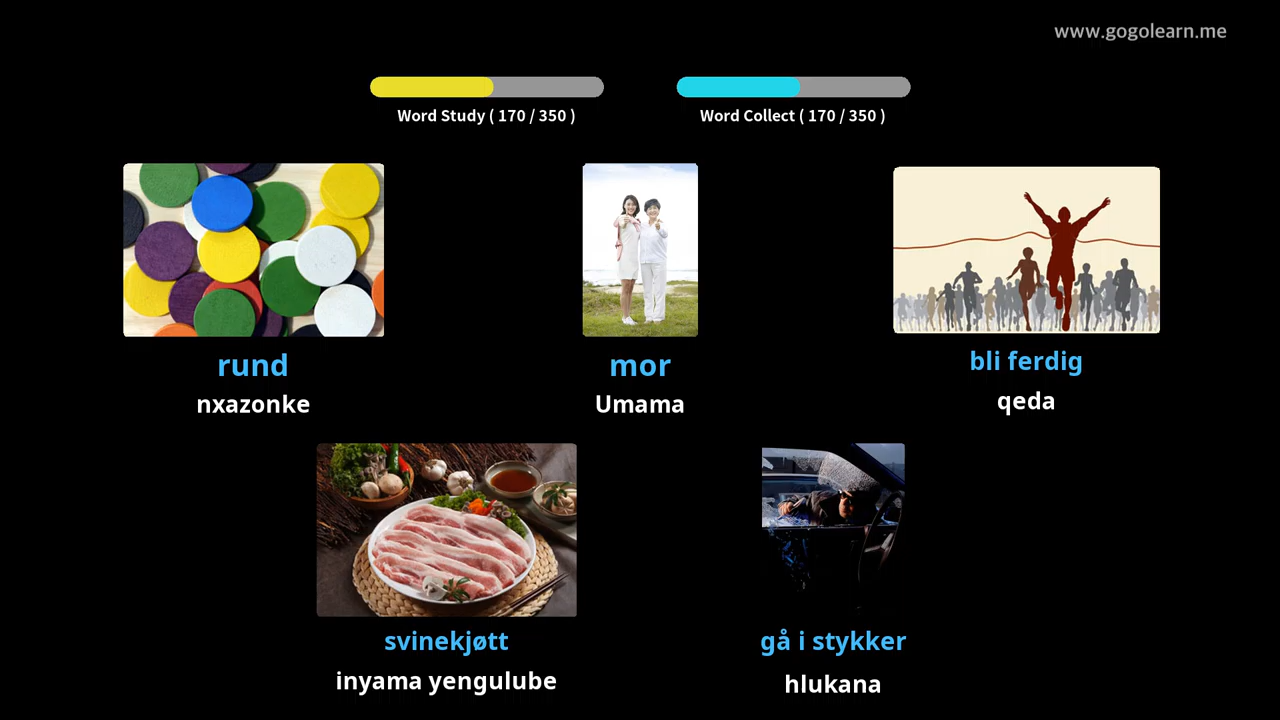 www.gogolearn.me
Word Study ( 170 / 350 )
Word Collect ( 170 / 350 )
rund
nxazonke
mor
Umama
bli ferdig
qeda
svinekjøtt
inyama yengulube
gå i stykker
hlukana